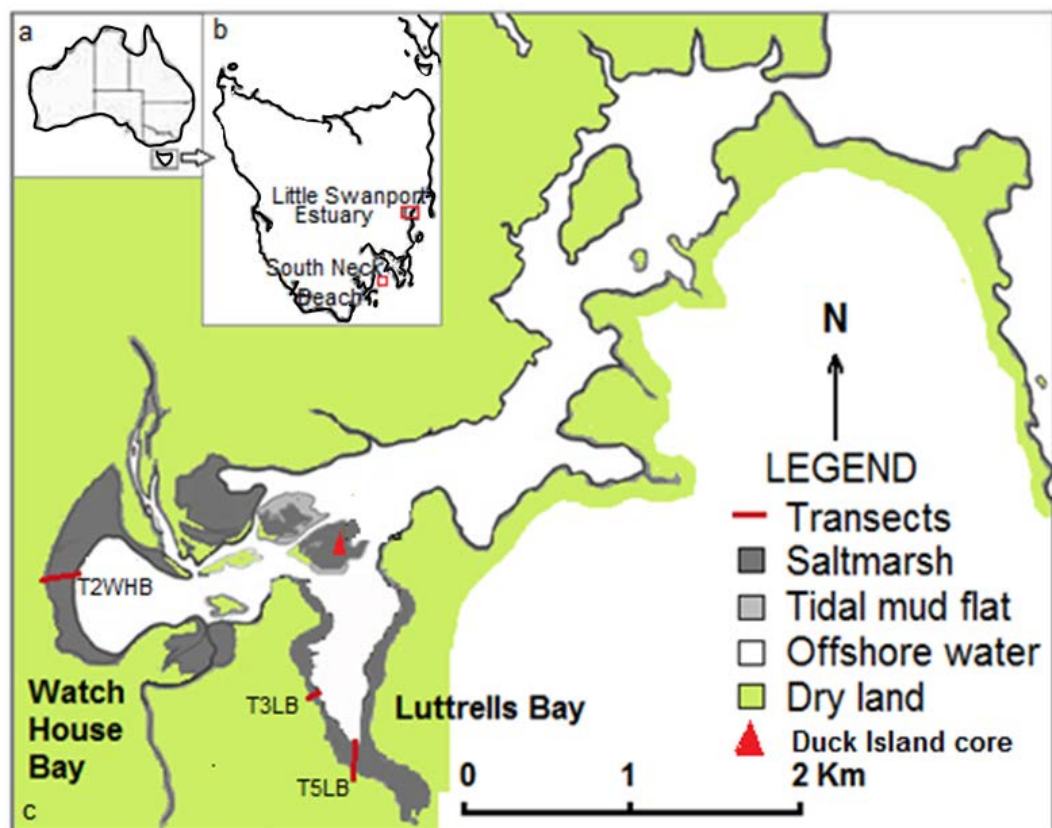 a
b
Little Swanport
Estuary
South Neck
Beach
N
LEGEND
Transects
Saltmarsh
Tidal mud flat
Offshore water
Dry land
Duck Island core
0 1 2 Km
T2WHB
Watch
House
Bay
T3LB
Luttrells Bay
T5LB
c